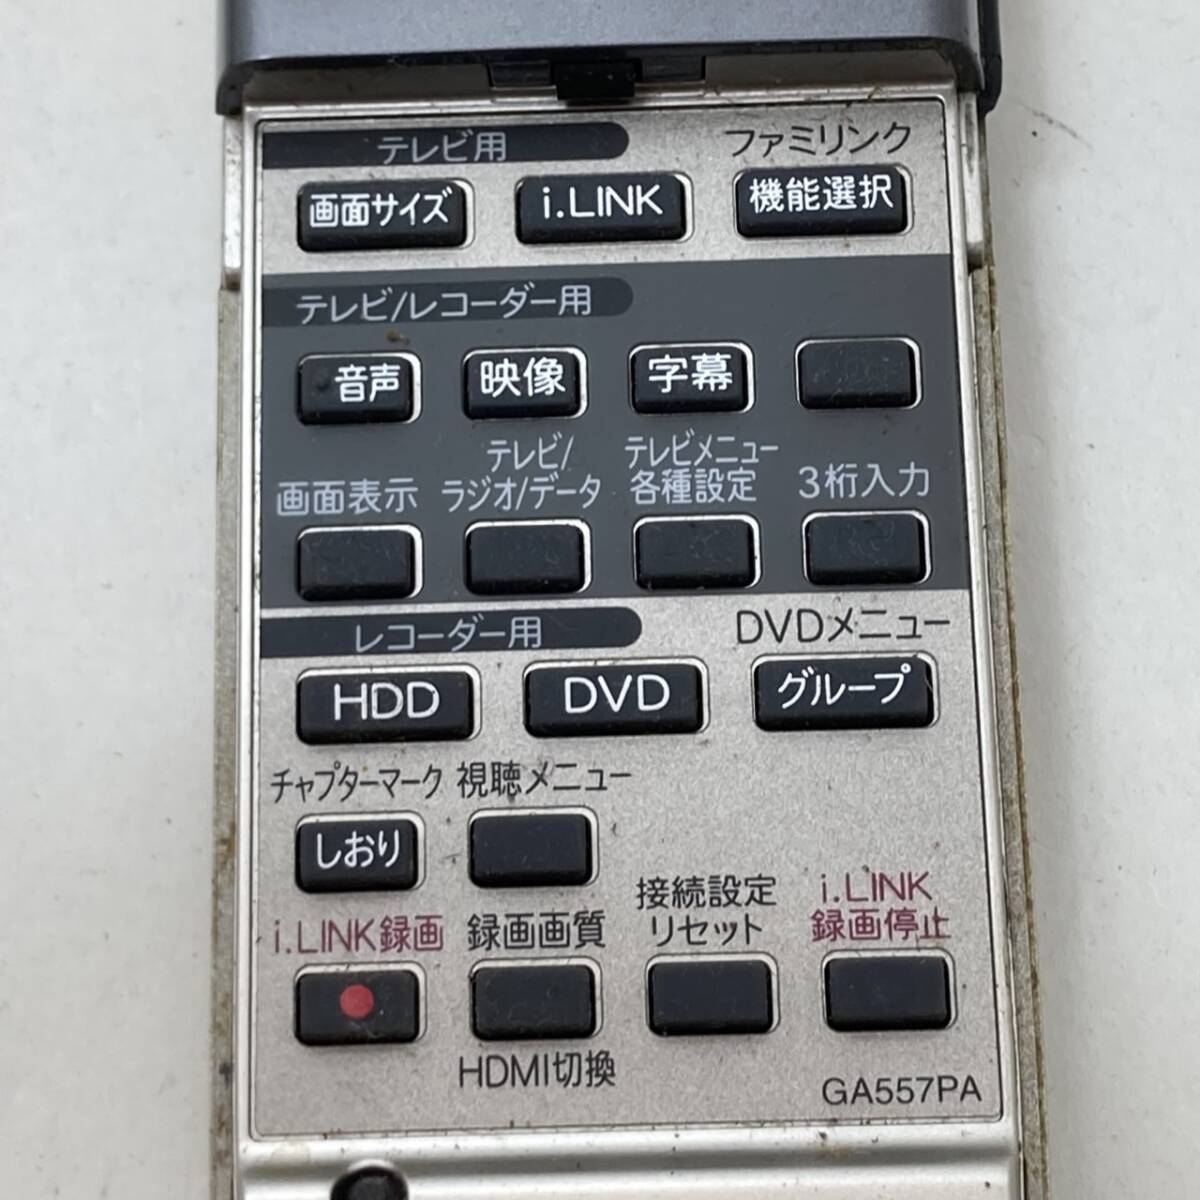 テレビ用
ファミリンク
画面サイズ
i.LINK
機能選択
テレビ/レコーダー用
音声
映像
字幕
画面表示
テレビ/
ラジオ/データ
テレビメニュー
各種設定
3桁入力
レコーダー用
DVDメニュー
HDD
DVD
グループ
チャプターマーク
視聴メニュー
しおり
i.LINK録画
録画画質
接続設定
リセット
i.LINK
録画停止
HDMI切換
GA557PA